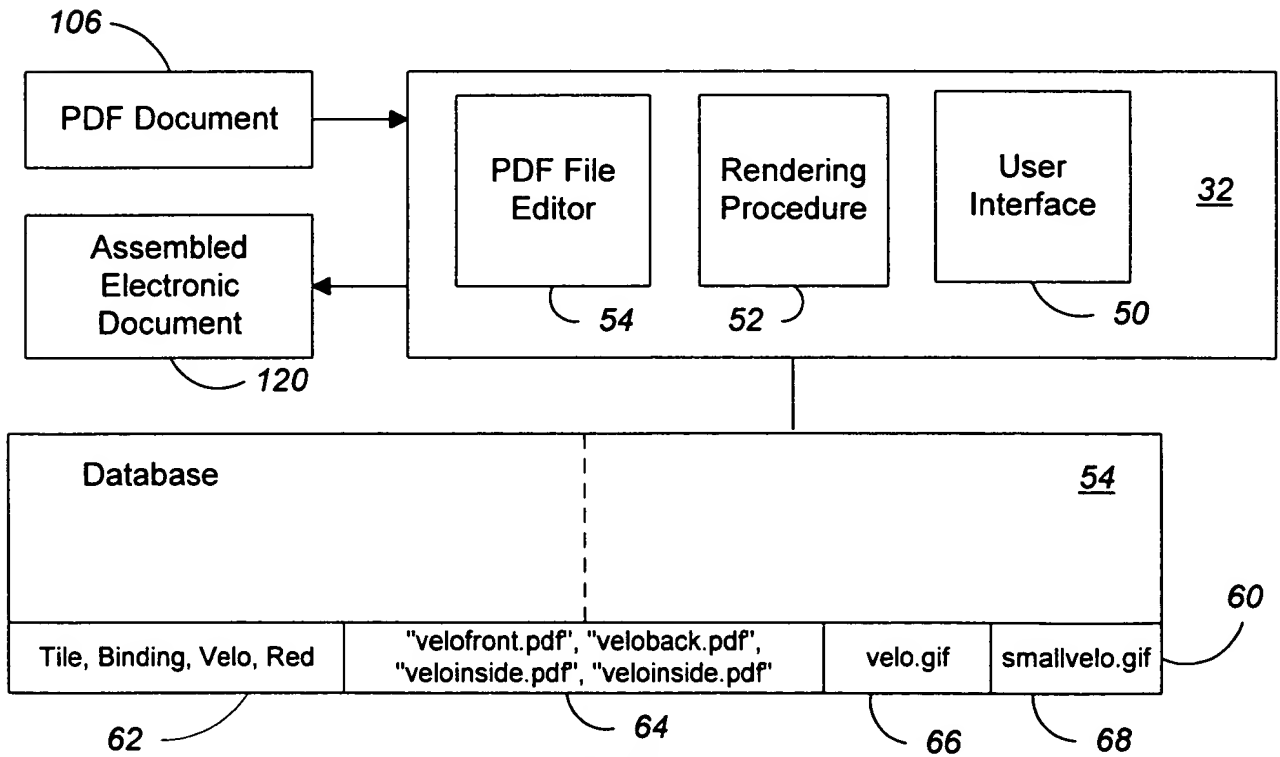 106
PDF Document
Assembled
Electronic
Document
120
PDF File
Editor
54
Rendering
Procedure
52
User
Interface
50
32
Database
54
60
Tile, Binding, Velo, Red
62
"velofront.pdf", "veloback.pdf",
"veloinside.pdf", "veloinside.pdf"
64
velo.gif
66
smallvelo.gif
68